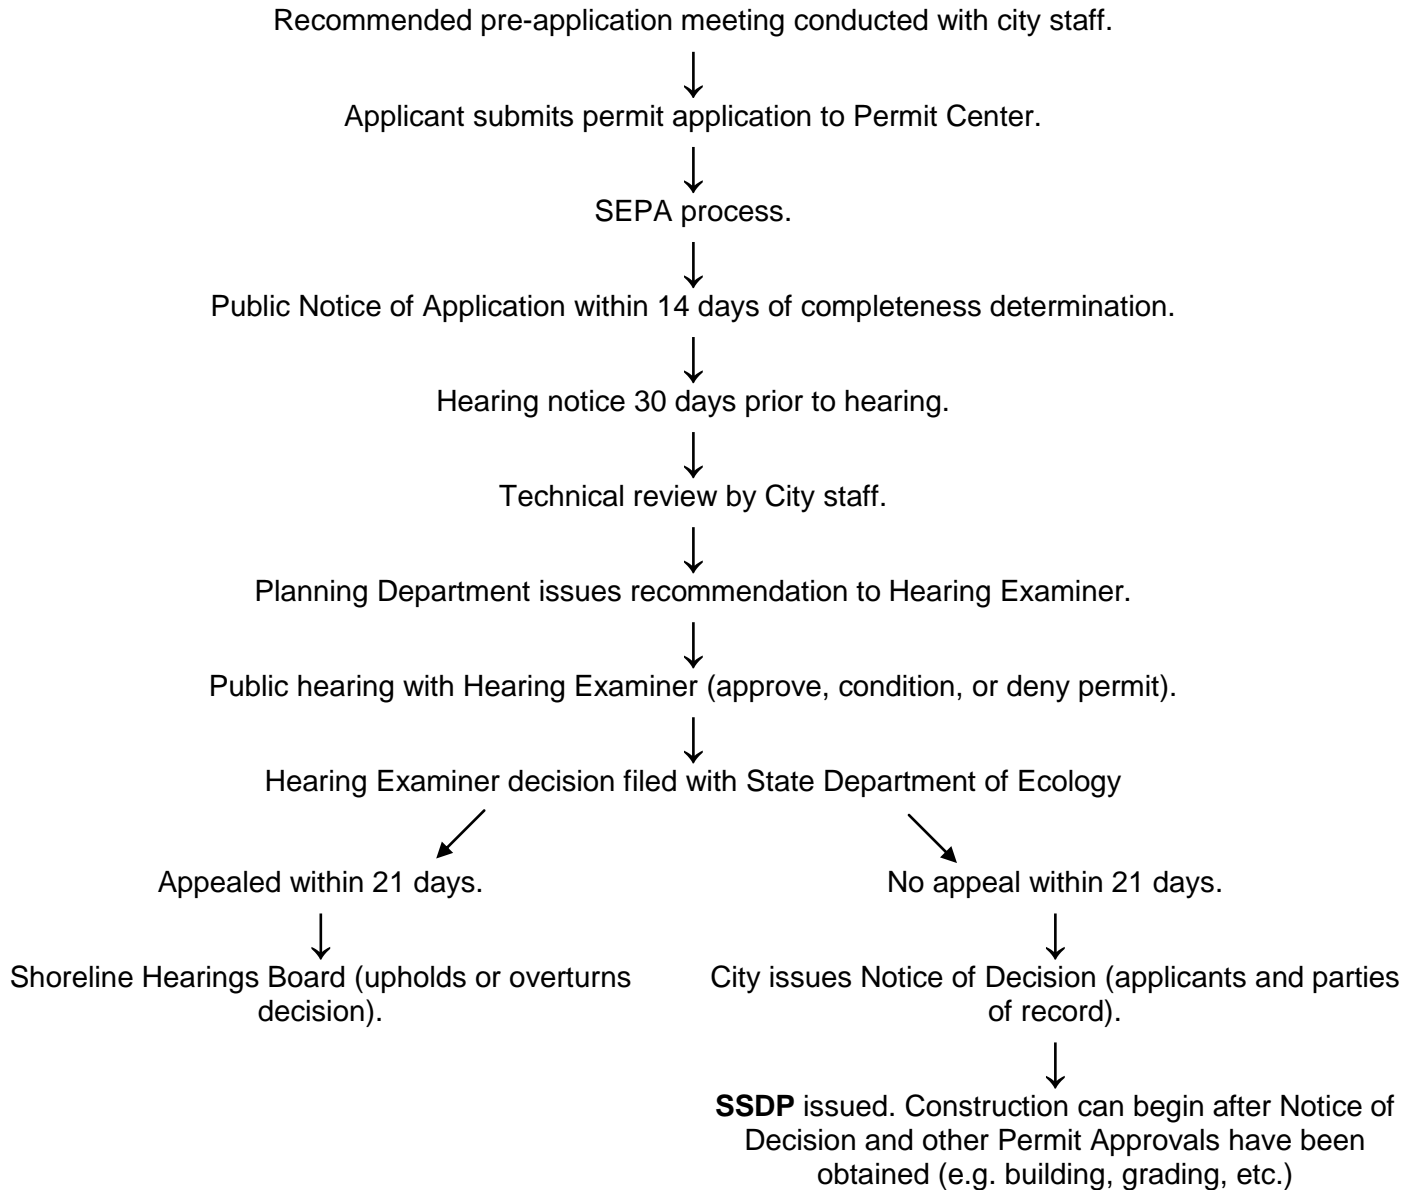 Recommended pre-application meeting conducted with city staff.
Applicant submits permit application to Permit Center.
SEPA process.
Public Notice of Application within 14 days of completeness determination.
Hearing notice 30 days prior to hearing.
Technical review by City staff.
Planning Department issues recommendation to Hearing Examiner.
Public hearing with Hearing Examiner (approve, condition, or deny permit).
Hearing Examiner decision filed with State Department of Ecology
Appealed within 21 days.
Shoreline Hearings Board (upholds or overturns
decision).
No appeal within 21 days.
City issues Notice of Decision (applicants and parties
of record).
SSDP issued. Construction can begin after Notice of
Decision and other Permit Approvals have been
obtained (e.g. building, grading, etc.)